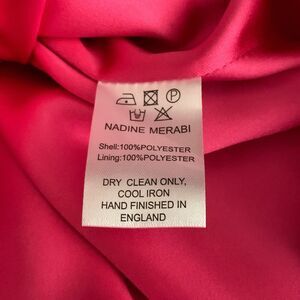 NADINE MERABI
Shell:100%POLYESTER
Lining:100%POLYESTER
DRY CLEAN ONLY,
COOL IRON
HAND FINISHED IN
ENGLAND